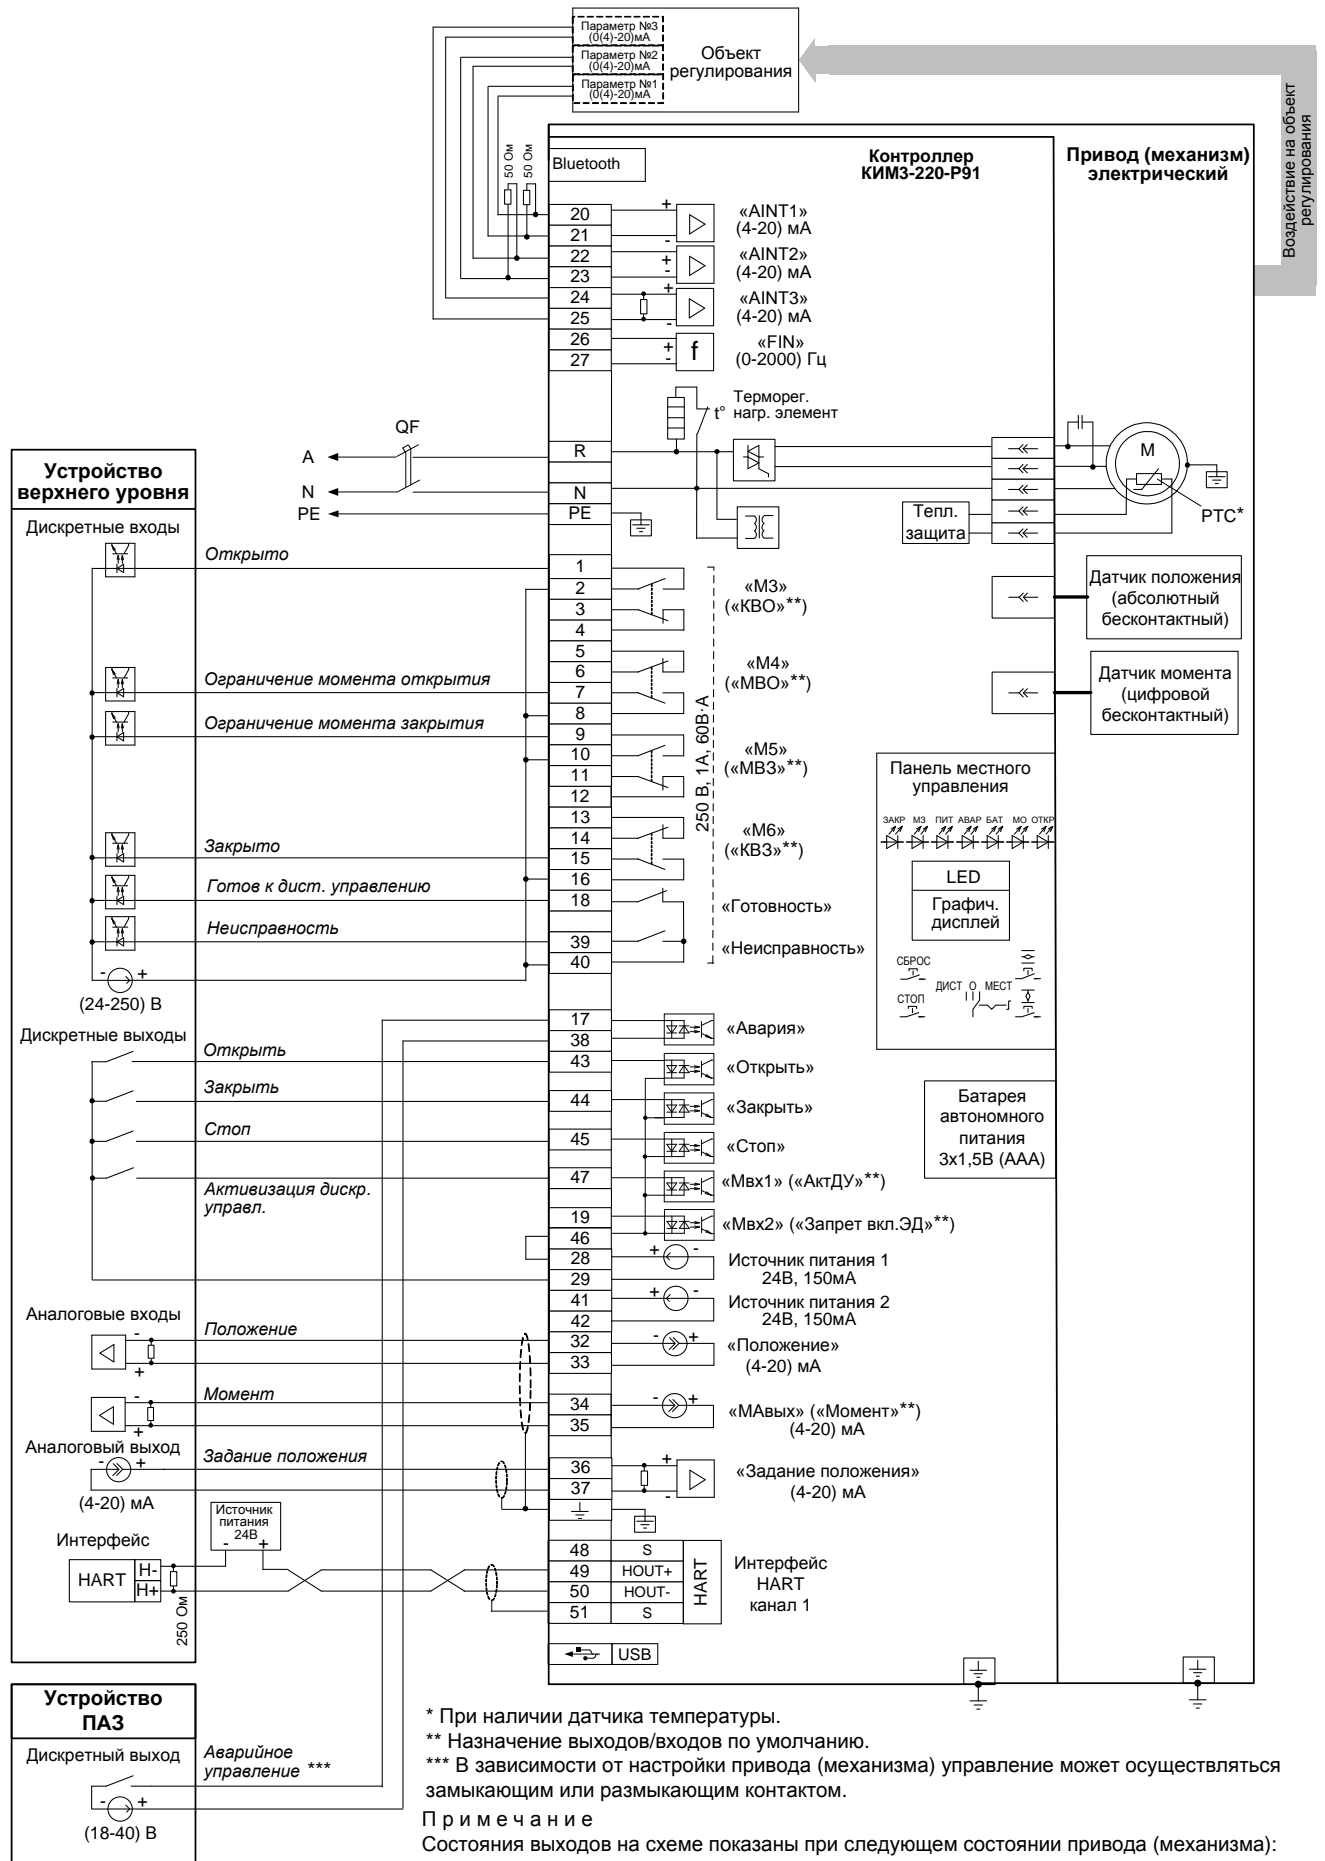 Параметр №3
(0(4)-20)мА
Параметр №2
(0(4)-20)мА
Параметр №1
(0(4)-20)мА
Объект
регулирования
Воздействие на объект
регулирования
50 Ом
50 Ом
Bluetooth
Контроллер
КИМ3-220-Р91
Привод (механизм)
электрический
20
+
«AINT1»
21
-
(4-20) мА
22
+
«AINT2»
23
-
(4-20) мА
24
+
«AINT3»
25
-
(4-20) мА
26
+
f
«FIN»
27
-
(0-2000) Гц
t°
Терморег.
нагр. элемент
QF
A
R
N
N
PE
PE
M
PTC*
Тепл.
защита
Устройство
верхнего уровня
Дискретные входы
Открыто
1
2
3
4
«М3»
(«КВО»**)
Датчик положения
(абсолютный
бесконтактный)
Ограничение момента открытия
5
6
7
8
«М4»
(«МВО»**)
Датчик момента
(цифровой
бесконтактный)
Ограничение момента закрытия
9
10
11
12
«М5»
(«МВЗ»**)
250 В, 1А, 60В·А
Закрыто
13
14
15
16
«М6»
(«КВЗ»**)
Готов к дист. управлению
18
«Готовность»
Неисправность
39
40
«Неисправность»
- +
(24-250) В
Панель местного
управления
ЗАКР МЗ ПИТ АВАР БАТ МО ОТКР
LED
Графич.
дисплей
СБРОС
СТОП
ДИСТ О МЕСТ
Батарея
автономного
питания
3х1,5В (ААА)
Дискретные выходы
17
38
«Авария»
Открыть
43
«Открыть»
Закрыть
44
«Закрыть»
Стоп
45
«Стоп»
Активизация дискр.
управл.
47
«Мвх1» («АктДУ»**)
19
46
«Мвх2» («Запрет вкл.ЭД»**)
28
29
+ -
Источник питания 1
24В, 150мА
41
42
+ -
Источник питания 2
24В, 150мА
Аналоговые входы
-
+
Положение
32
33
- +
«Положение»
(4-20) мА
-
+
Момент
34
35
- +
«МАвых» («Момент»**)
(4-20) мА
Аналоговый выход
- +
(4-20) мА
Задание положения
36
37
+
-
«Задание положения»
(4-20) мА
Источник
питания
24В
- +
Интерфейс
HART
H-
H+
250 Ом
48
S
49
HOUT+
50
HOUT-
51
S
HART
Интерфейс
HART
канал 1
USB
Устройство
ПАЗ
Дискретный выход
- +
(18-40) В
Аварийное
управление ***
* При наличии датчика температуры.
** Назначение выходов/входов по умолчанию.
*** В зависимости от настройки привода (механизма) управление может осуществляться
замыкающим или размыкающим контактом.
П р и м е ч а н и е
Состояния выходов на схеме показаны при следующем состоянии привода (механизма):